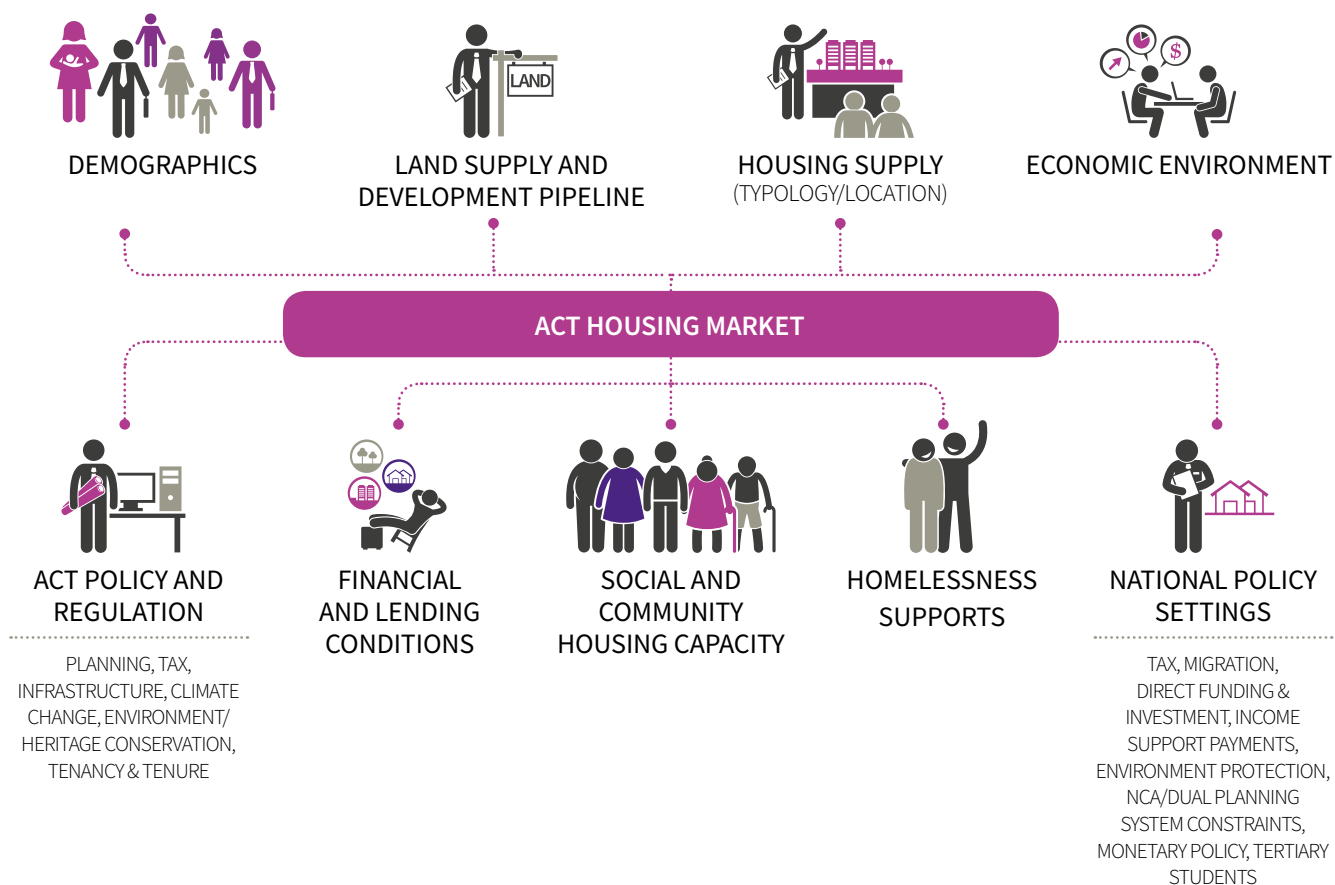 LAND
$
DEMOGRAPHICS
LAND SUPPLY AND
DEVELOPMENT PIPELINE
HOUSING SUPPLY
(TYPOLOGY/LOCATION)
ECONOMIC ENVIRONMENT
ACT HOUSING MARKET
ACT POLICY AND
REGULATION
PLANNING, TAX,
INFRASTRUCTURE, CLIMATE
CHANGE, ENVIRONMENT/
HERITAGE CONSERVATION,
TENANCY & TENURE
FINANCIAL
AND LENDING
CONDITIONS
SOCIAL AND
COMMUNITY
HOUSING CAPACITY
HOMELESSNESS
SUPPORTS
NATIONAL POLICY
SETTINGS
TAX, MIGRATION,
DIRECT FUNDING &
INVESTMENT, INCOME
SUPPORT PAYMENTS,
ENVIRONMENT PROTECTION,
NCA/DUAL PLANNING
SYSTEM CONSTRAINTS,
MONETARY POLICY, TERTIARY
STUDENTS